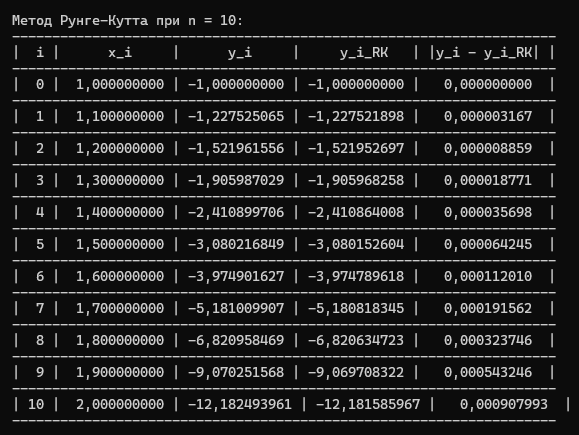 Метод Рунге-Кутта при n = 10:
| i | x_i | y_i | y_i_RK | |y_i - y_i_RK| |
| 0 | 1,000000000 | -1,000000000 | -1,000000000 | 0,000000000 |
| 1 | 1,100000000 | -1,227525065 | -1,227521898 | 0,000003167 |
| 2 | 1,200000000 | -1,521961556 | -1,521952697 | 0,000008859 |
| 3 | 1,300000000 | -1,905987029 | -1,905968258 | 0,000018771 |
| 4 | 1,400000000 | -2,410899706 | -2,410864008 | 0,000035698 |
| 5 | 1,500000000 | -3,080216849 | -3,080152604 | 0,000064245 |
| 6 | 1,600000000 | -3,974901627 | -3,974789618 | 0,000112010 |
| 7 | 1,700000000 | -5,181009907 | -5,180818345 | 0,000191562 |
| 8 | 1,800000000 | -6,820958469 | -6,820634723 | 0,000323746 |
| 9 | 1,900000000 | -9,070251568 | -9,069708322 | 0,000543246 |
| 10 | 2,000000000 | -12,182493961 | -12,181585967 | 0,000907993 |